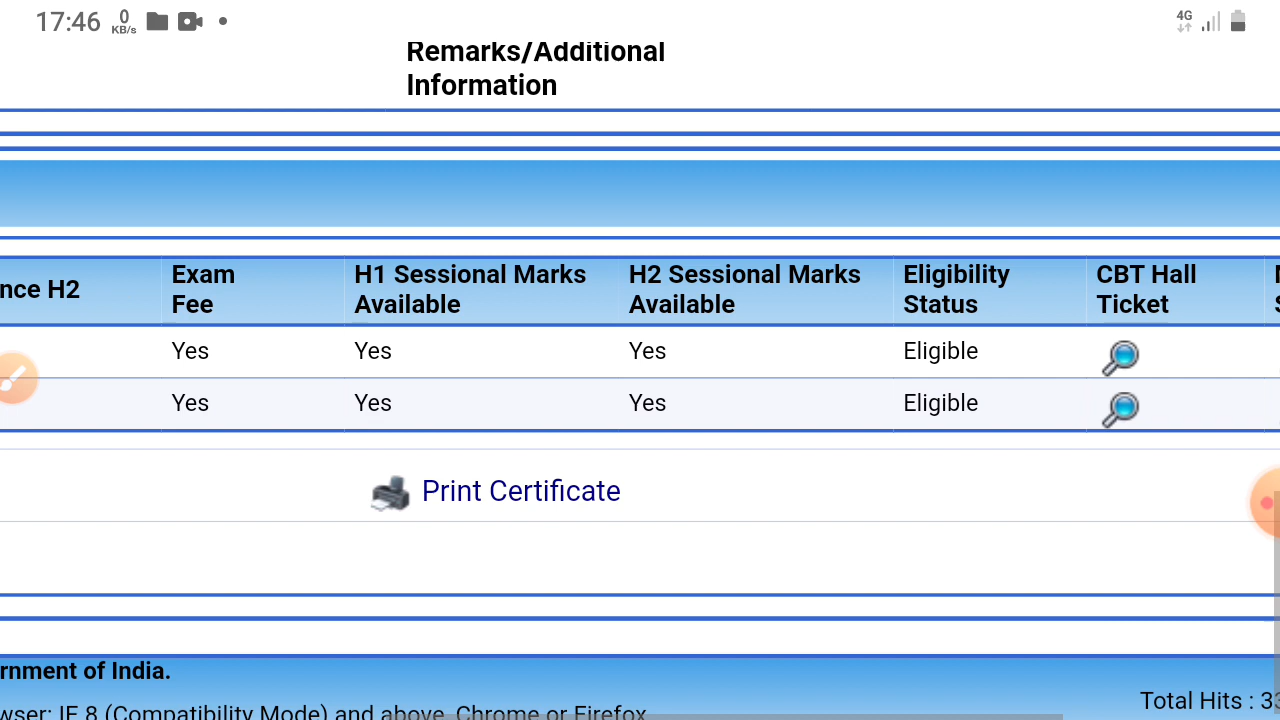 17:46 0 KB/s 4G
Remarks/Additional
Information
nce H2 Exam Fee H1 Sessional Marks Available H2 Sessional Marks Available Eligibility Status CBT Hall Ticket
Yes Yes Yes Eligible
Yes Yes Yes Eligible
Print Certificate
rnment of India.
Total Hits : 33
wser: IE 8 (Compatibility Mode) and above, Chrome or Firefox